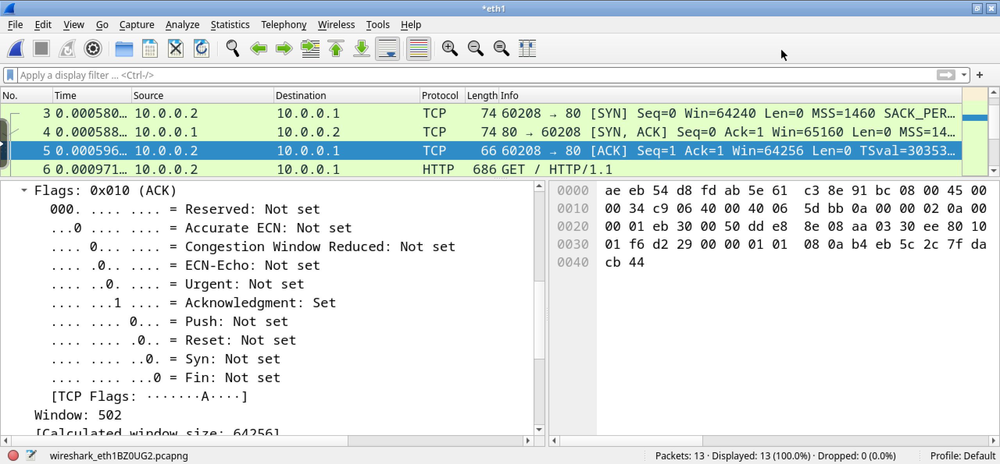 *eth1
File Edit View Go Capture Analyze Statistics Telephony Wireless Tools Help
Apply a display filter ... <Ctrl-/>
No. Time Source Destination Protocol Length Info
3 0.000580… 10.0.0.2 10.0.0.1 TCP 74 60208 → 80 [SYN] Seq=0 Win=64240 Len=0 MSS=1460 SACK_PER…
4 0.000588… 10.0.0.1 10.0.0.2 TCP 74 80 → 60208 [SYN, ACK] Seq=0 Ack=1 Win=65160 Len=0 MSS=14…
5 0.000596… 10.0.0.2 10.0.0.1 TCP 66 60208 → 80 [ACK] Seq=1 Ack=1 Win=64256 Len=0 TSval=30353…
6 0.000971… 10.0.0.2 10.0.0.1 HTTP 686 GET / HTTP/1.1
Flags: 0x010 (ACK)
000. .... .... = Reserved: Not set
...0 .... .... = Accurate ECN: Not set
.... 0... .... = Congestion Window Reduced: Not set
.... .0.. .... = ECN-Echo: Not set
.... ..0. .... = Urgent: Not set
.... ...1 .... = Acknowledgment: Set
.... .... 0... = Push: Not set
.... .... .0.. = Reset: Not set
.... .... ..0. = Syn: Not set
.... .... ...0 = Fin: Not set
[TCP Flags: ·······A····]
Window: 502
[Calculated window size: 64256]
0000 ae eb 54 d8 fd ab 5e 61 c3 8e 91 bc 08 00 45 00
0010 00 34 c9 06 40 00 40 06 5d bb 0a 00 00 02 0a 00
0020 00 01 eb 30 00 50 dd e8 8e 08 aa 03 30 ee 80 10
0030 01 f6 d2 29 00 00 01 01 08 0a b4 eb 5c 2c 7f da
0040 cb 44
wireshark_eth1BZ0UG2.pcapng Packets: 13 · Displayed: 13 (100.0%) · Dropped: 0 (0.0%) Profile: Default